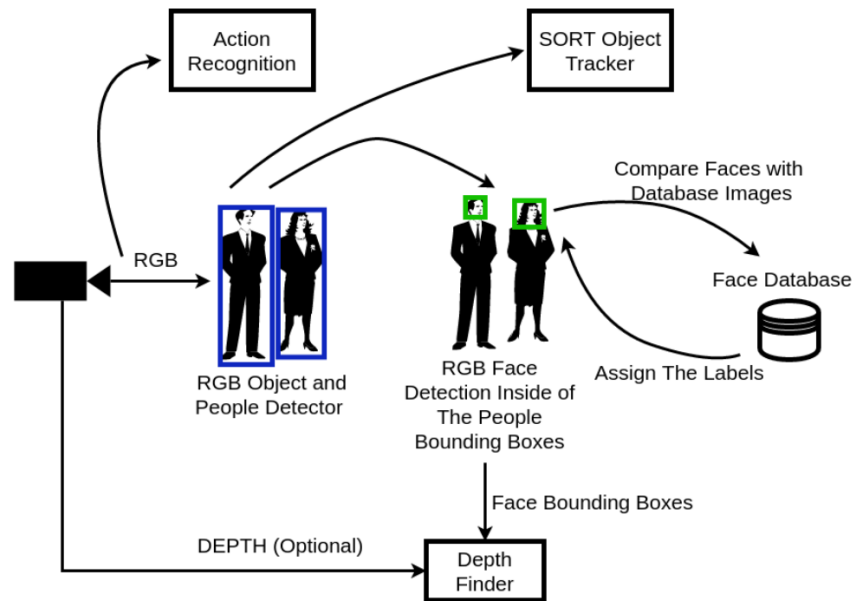 Action
Recognition
SORT Object
Tracker
Compare Faces with
Database Images
RGB
Face Database
RGB Object and
People Detector
RGB Face
Detection Inside of
The People
Bounding Boxes
Assign The Labels
Face Bounding Boxes
DEPTH (Optional)
Depth
Finder